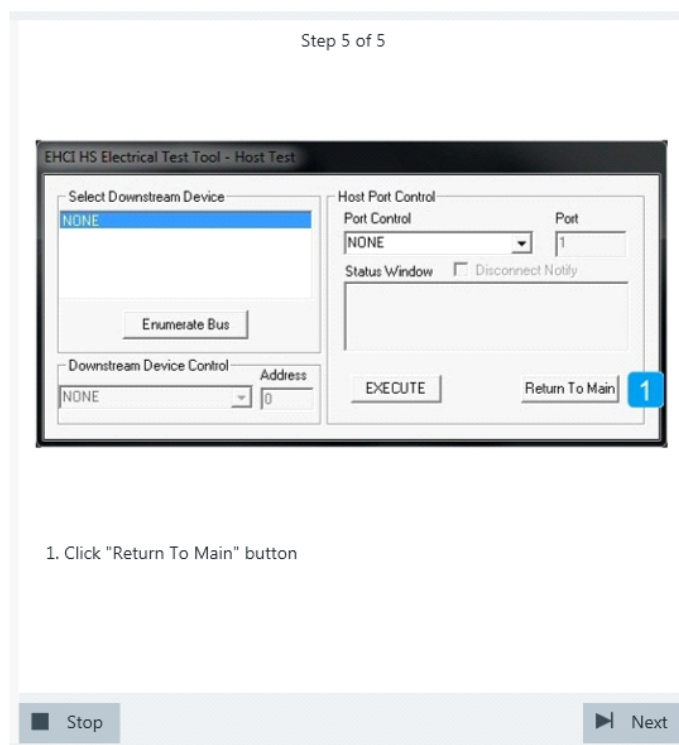 Step 5 of 5
EHCI HS Electrical Test Tool - Host Test
Select Downstream Device
NONE
Enumerate Bus
Downstream Device Control
Address
NONE
0
Host Port Control
Port Control
Port
NONE
1
Status Window
Disconnect Notify
EXECUTE
Return To Main
1
1. Click "Return To Main" button
Stop
Next